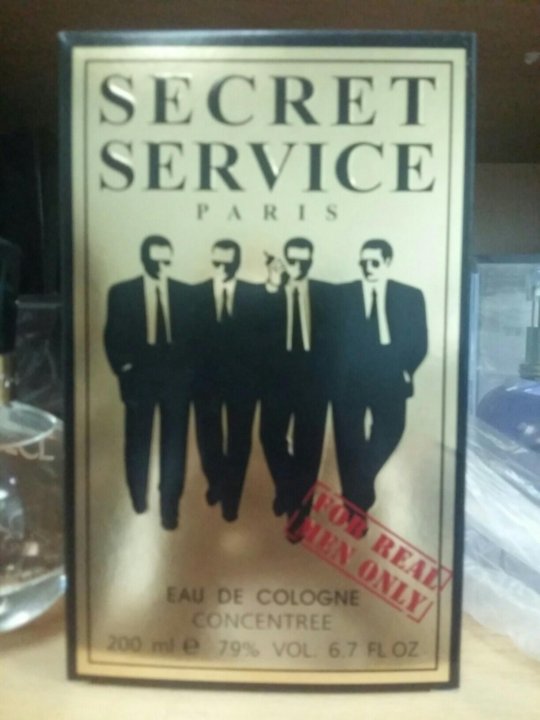 SECRET
SERVICE
PARIS
FOR REAL
MEN ONLY
EAU DE COLOGNE
CONCENTREE
200 ml ℮ 79% VOL. 6.7 FL OZ